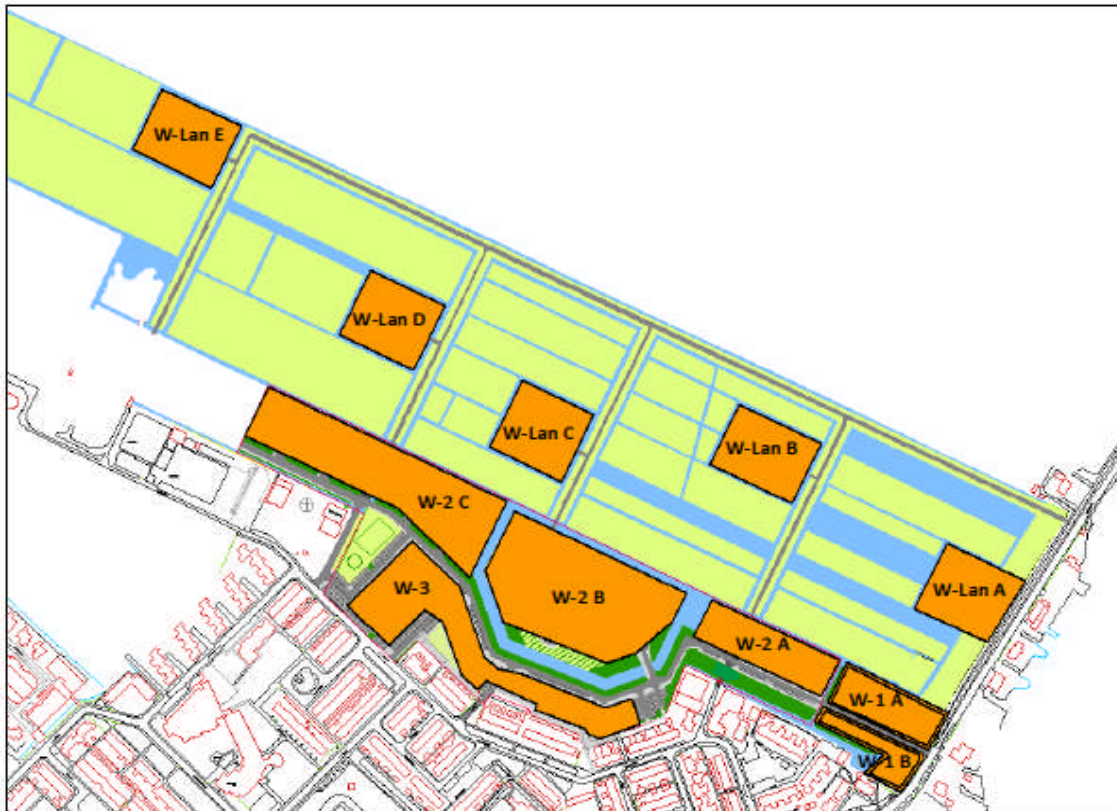 W-Lan E
W-Lan D
W-Lan C
W-Lan B
W-2 C
W-3
W-2 B
W-Lan A
W-2 A
W-1 A
W-1 B